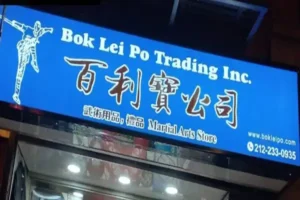 Bok Lei Po Trading Inc.
百利寶公司
武術用品, 禮品 Martial Arts Store
www.bokleipo.com
212-233-0935